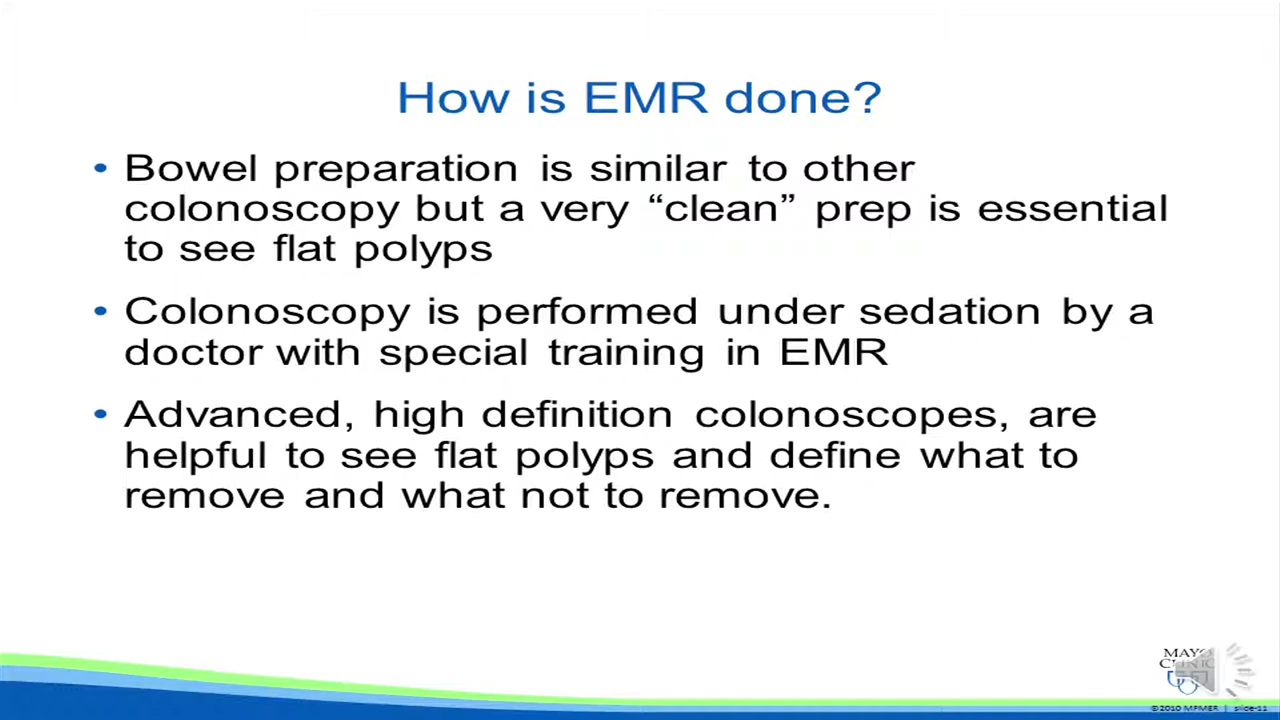 How is EMR done?
• Bowel preparation is similar to other
colonoscopy but a very “clean” prep is essential
to see flat polyps
• Colonoscopy is performed under sedation by a
doctor with special training in EMR
• Advanced, high definition colonoscopes, are
helpful to see flat polyps and define what to
remove and what not to remove.
MAYO
CLINIC
©2010 MFMER | slide-11